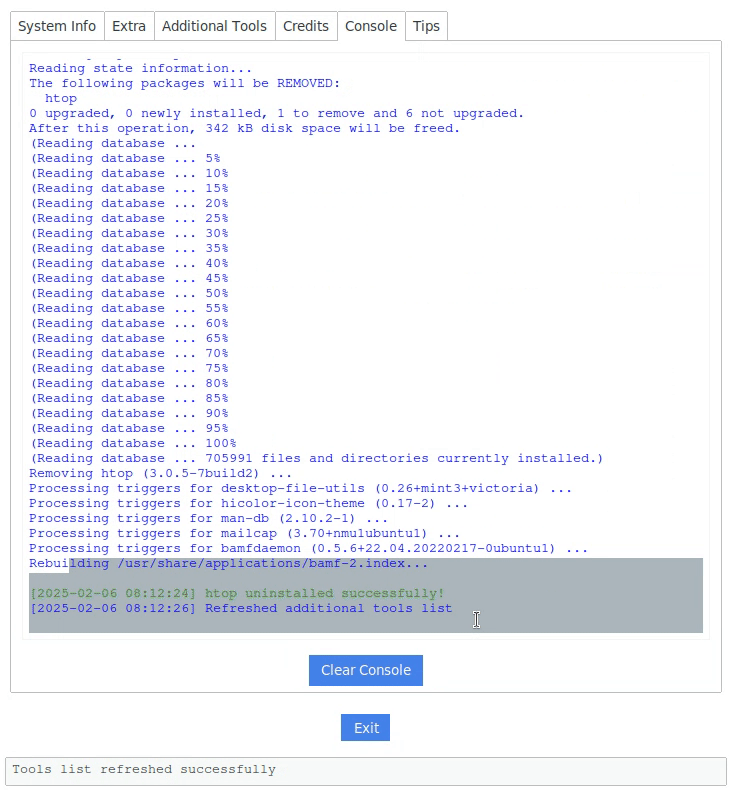 System Info Extra Additional Tools Credits Console Tips
Reading state information...
The following packages will be REMOVED:
htop
0 upgraded, 0 newly installed, 1 to remove and 6 not upgraded.
After this operation, 342 kB disk space will be freed.
(Reading database ...
(Reading database ... 5%
(Reading database ... 10%
(Reading database ... 15%
(Reading database ... 20%
(Reading database ... 25%
(Reading database ... 30%
(Reading database ... 35%
(Reading database ... 40%
(Reading database ... 45%
(Reading database ... 50%
(Reading database ... 55%
(Reading database ... 60%
(Reading database ... 65%
(Reading database ... 70%
(Reading database ... 75%
(Reading database ... 80%
(Reading database ... 85%
(Reading database ... 90%
(Reading database ... 95%
(Reading database ... 100%
(Reading database ... 705991 files and directories currently installed.)
Removing htop (3.0.5-7build2) ...
Processing triggers for desktop-file-utils (0.26+mint3+victoria) ...
Processing triggers for hicolor-icon-theme (0.17-2) ...
Processing triggers for man-db (2.10.2-1) ...
Processing triggers for mailcap (3.70+nmu1ubuntu1) ...
Processing triggers for bamfdaemon (0.5.6+22.04.20220217-0ubuntu1) ...
Rebuilding /usr/share/applications/bamf-2.index...
[2025-02-06 08:12:24] htop uninstalled successfully!
[2025-02-06 08:12:26] Refreshed additional tools list
Clear Console
Exit
Tools list refreshed successfully